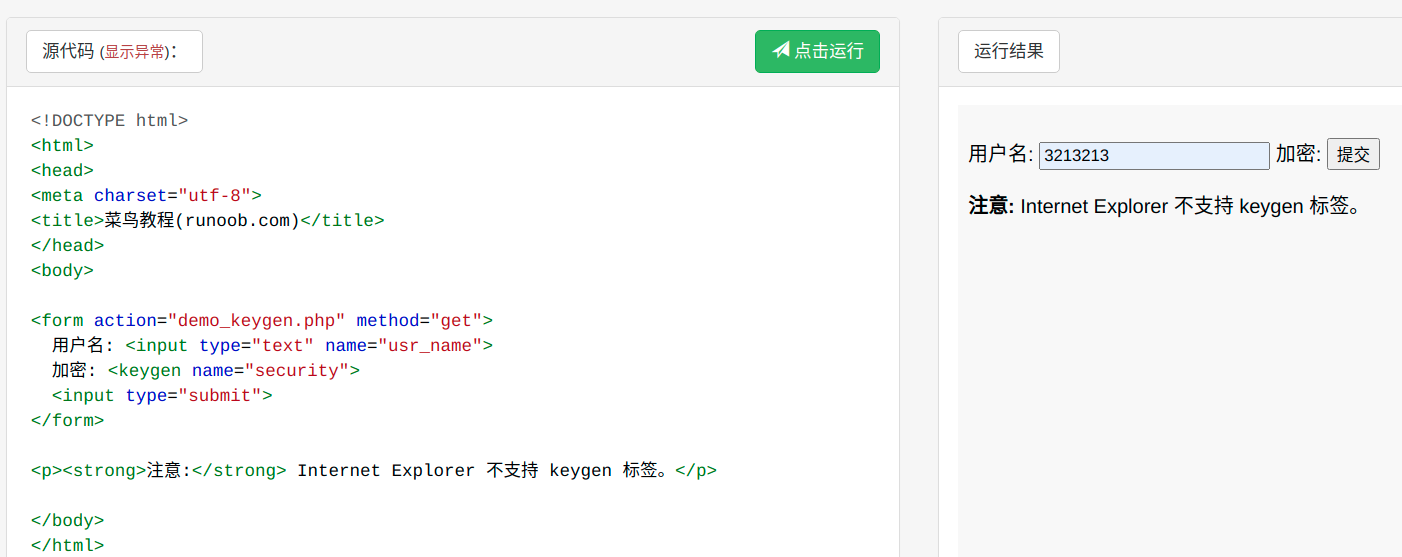 源代码 (显示异常)：
点击运行
<!DOCTYPE html>
<html>
<head>
<meta charset="utf-8">
<title>菜鸟教程(runoob.com)</title>
</head>
<body>
<form action="demo_keygen.php" method="get">
用户名: <input type="text" name="usr_name">
加密: <keygen name="security">
<input type="submit">
</form>
<p><strong>注意:</strong> Internet Explorer 不支持 keygen 标签。</p>
</body>
</html>
运行结果
用户名: 3213213 加密: 提交
注意: Internet Explorer 不支持 keygen 标签。